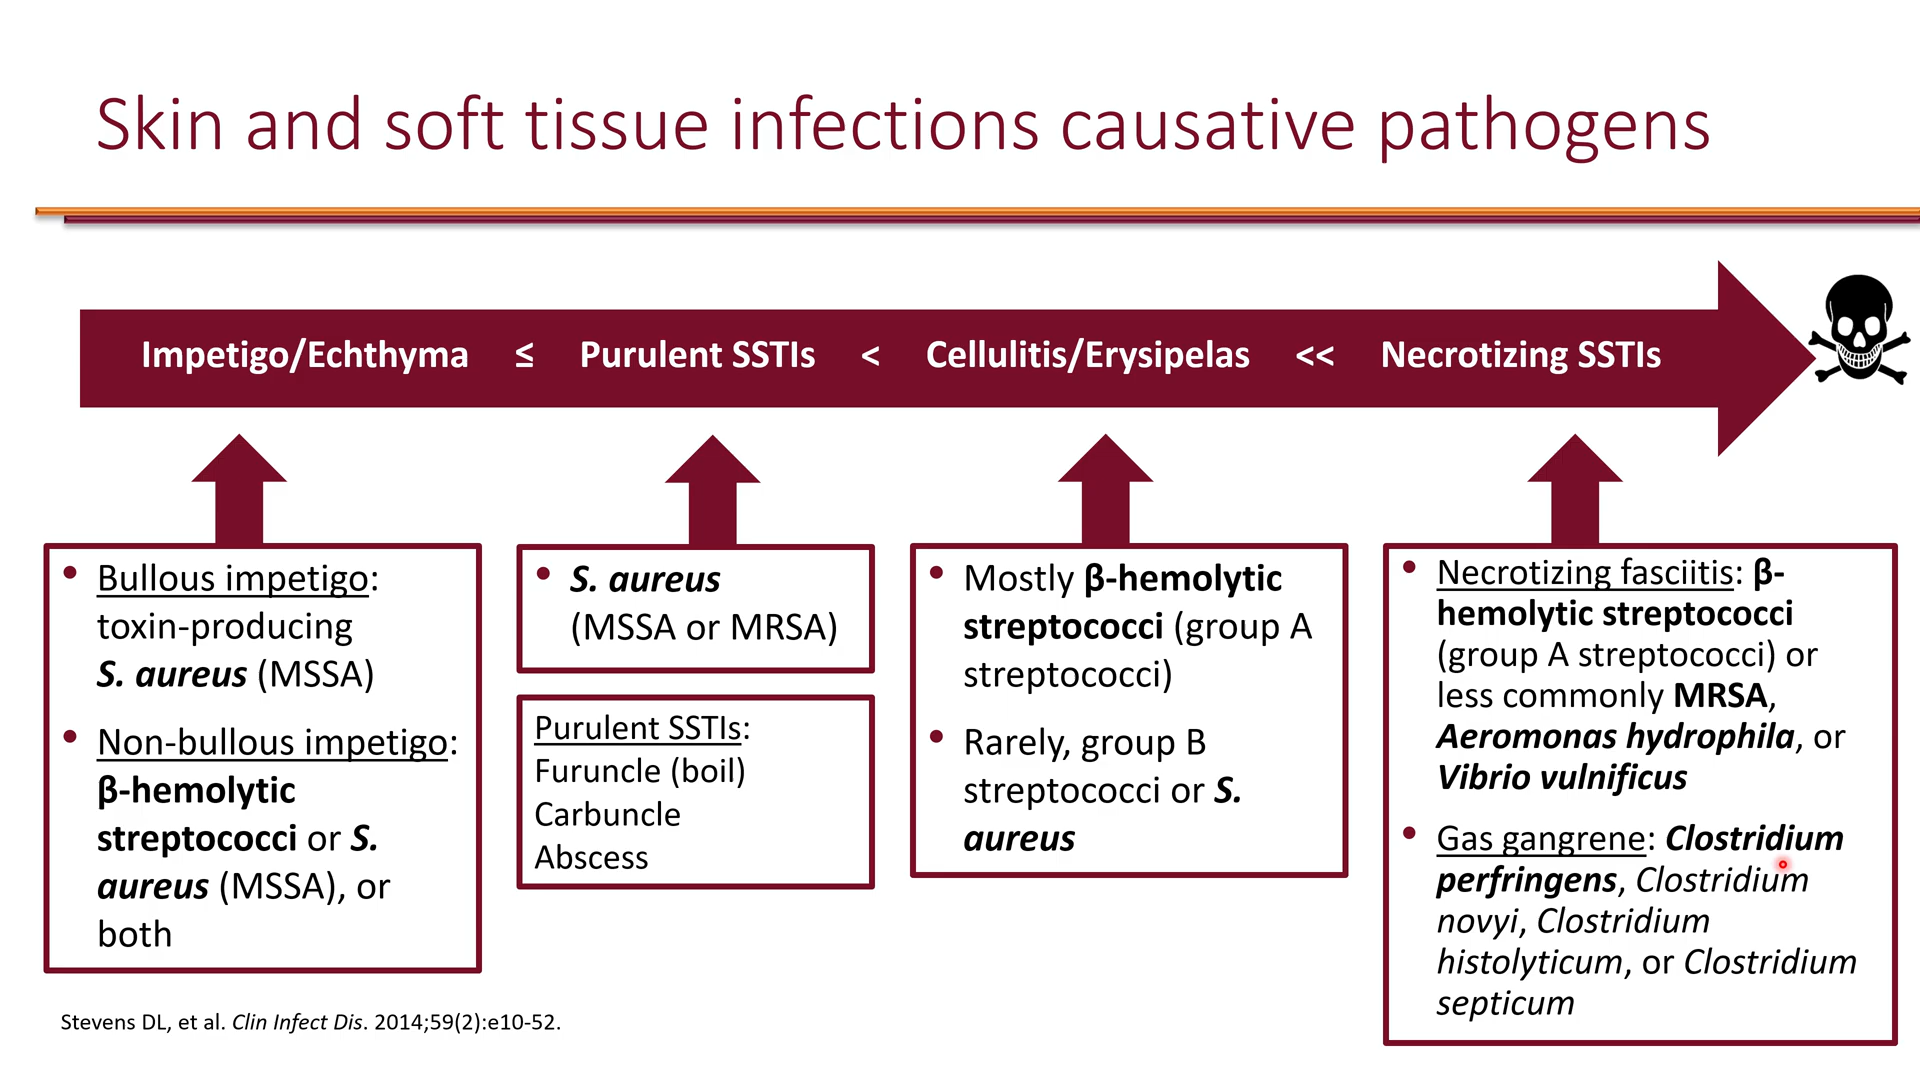 Skin and soft tissue infections causative pathogens
Impetigo/Echthyma ≤ Purulent SSTIs < Cellulitis/Erysipelas << Necrotizing SSTIs
• Bullous impetigo:
toxin-producing
S. aureus (MSSA)
• Non-bullous impetigo:
β-hemolytic
streptococci or S.
aureus (MSSA), or
both
• S. aureus
(MSSA or MRSA)
Purulent SSTIs:
Furuncle (boil)
Carbuncle
Abscess
• Mostly β-hemolytic
streptococci (group A
streptococci)
• Rarely, group B
streptococci or S.
aureus
• Necrotizing fasciitis: β-
hemolytic streptococci
(group A streptococci) or
less commonly MRSA,
Aeromonas hydrophila, or
Vibrio vulnificus
• Gas gangrene: Clostridium
perfringens, Clostridium
novyi, Clostridium
histolyticum, or Clostridium
septicum
Stevens DL, et al. Clin Infect Dis. 2014;59(2):e10-52.